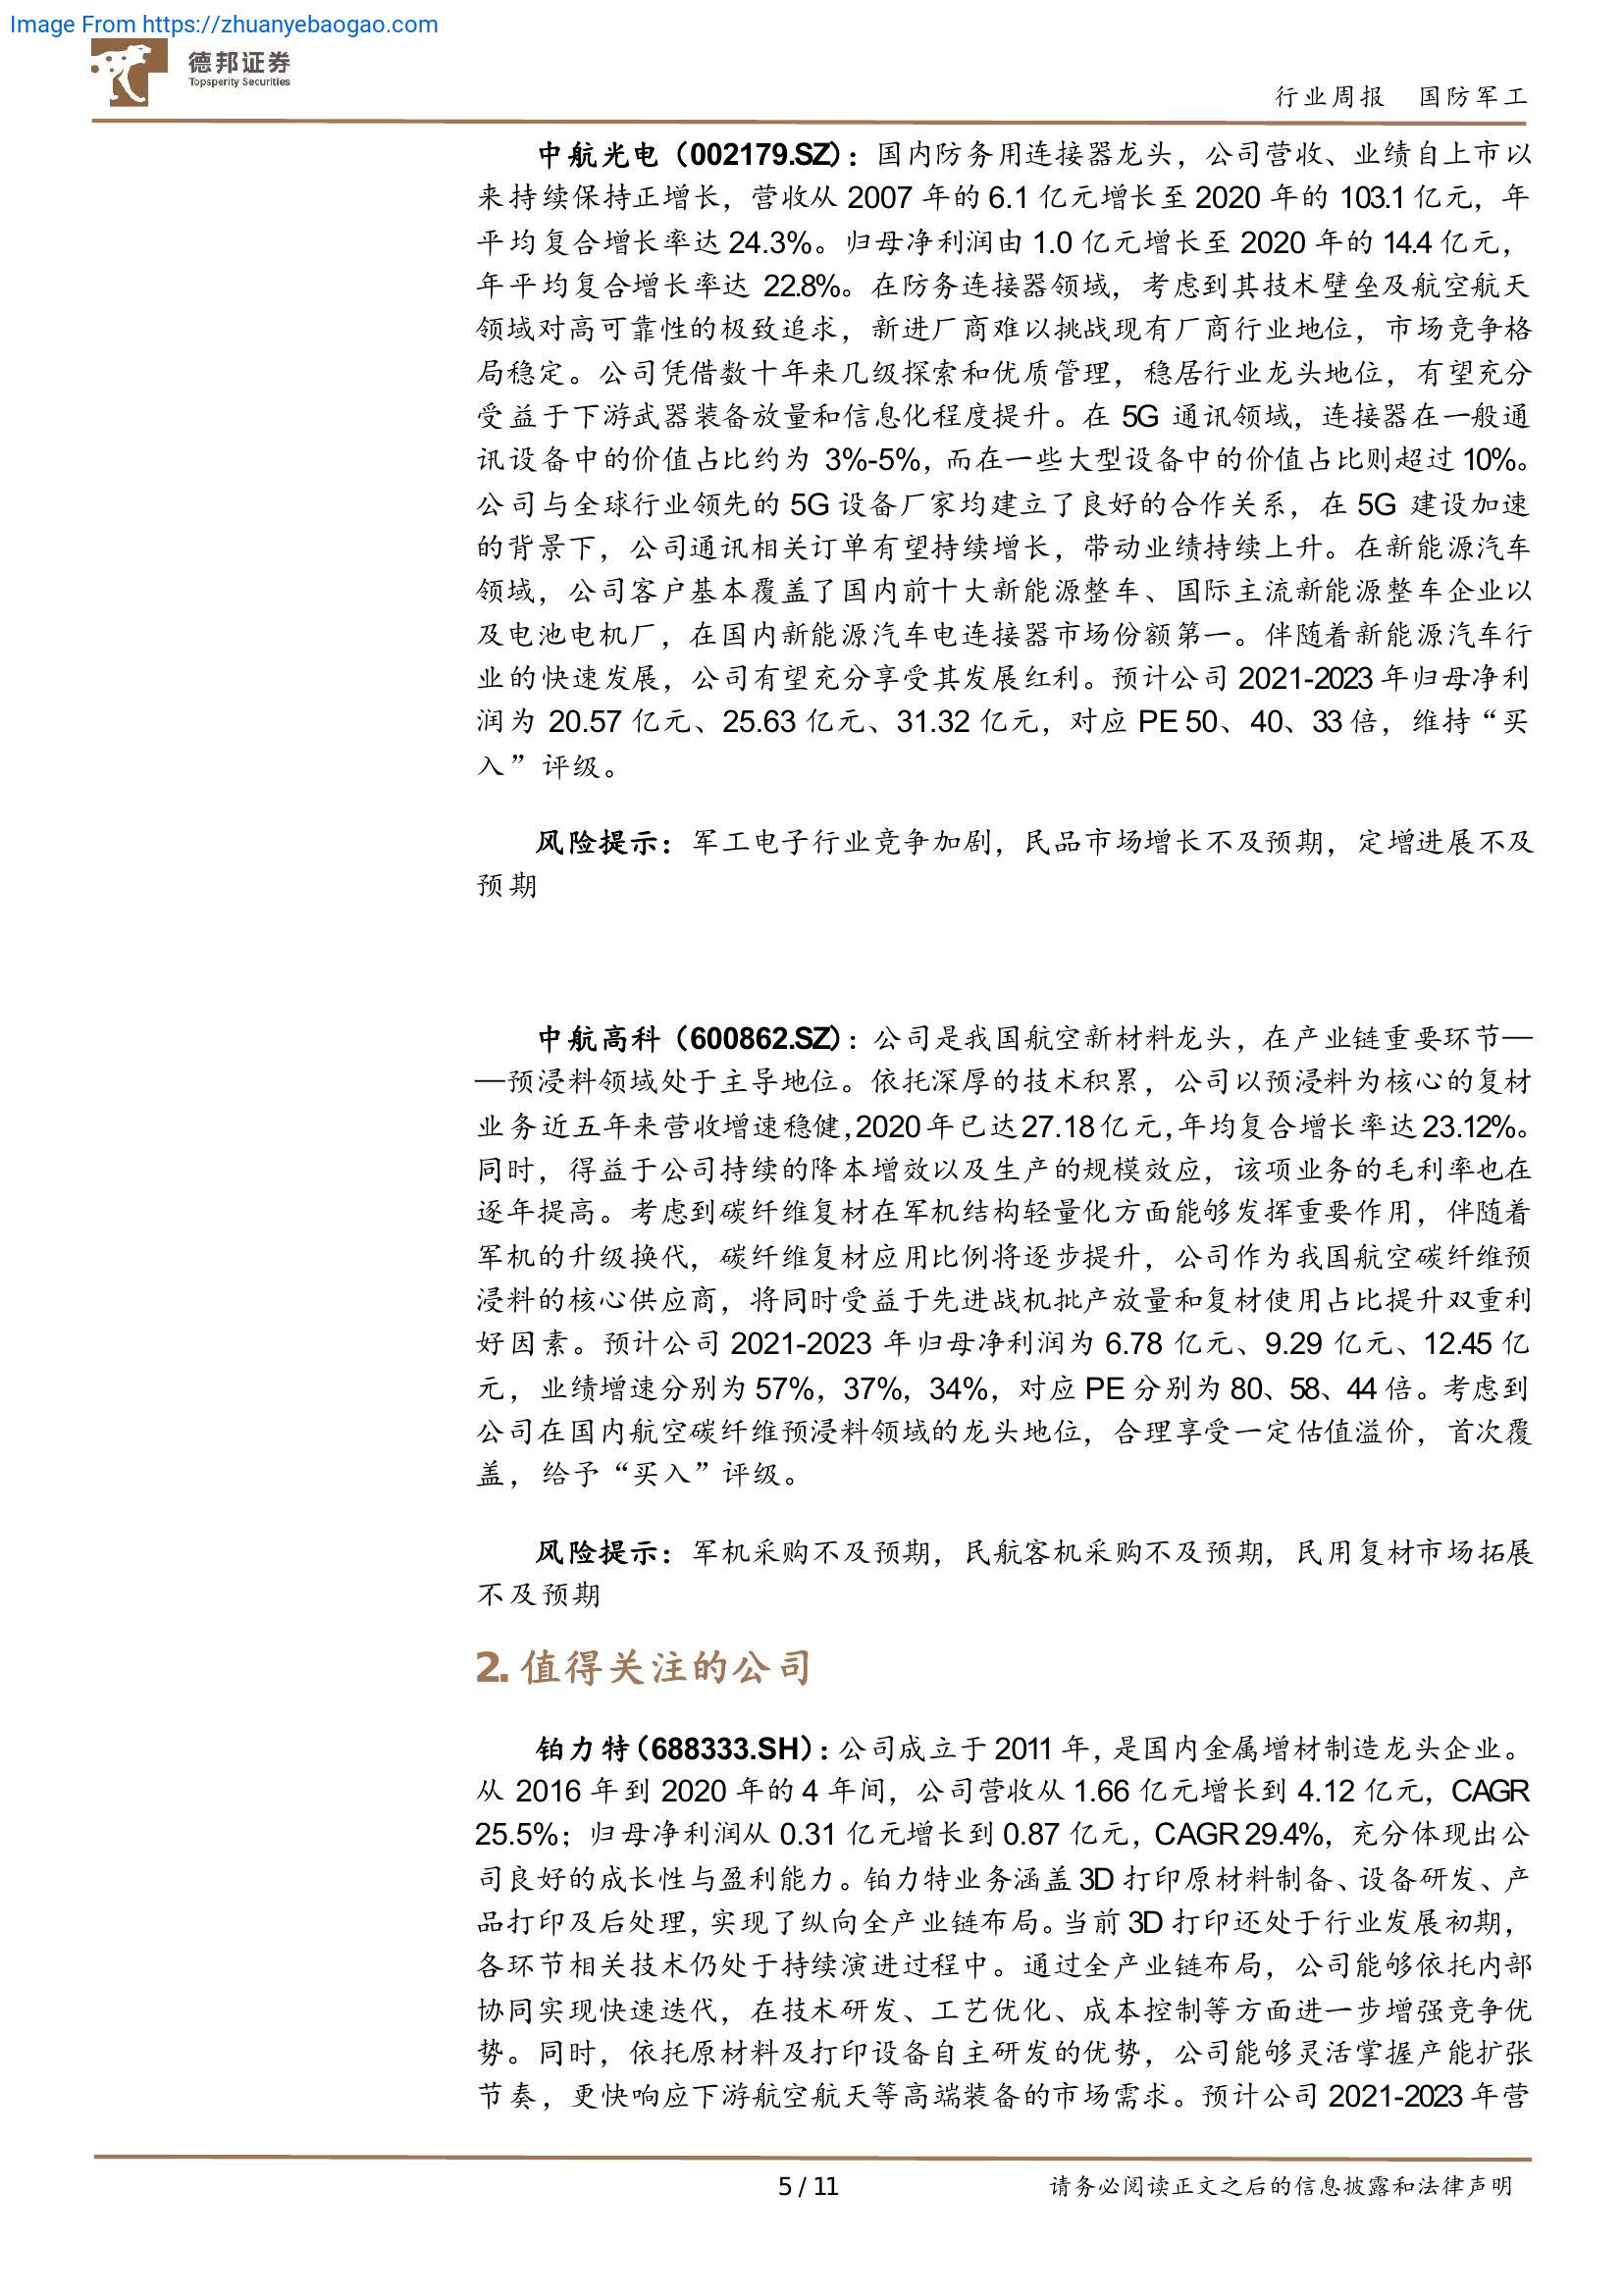 Image From https://zhuanyebaogao.com
德邦证券
Topsperity Securities
行业周报 国防军工
中航光电（002179.SZ）：国内防务用连接器龙头，公司营收、业绩自上市以
来持续保持正增长，营收从 2007 年的 6.1 亿元增长至 2020 年的 103.1 亿元，年
平均复合增长率达 24.3%。归母净利润由 1.0 亿元增长至 2020 年的 14.4 亿元，
年平均复合增长率达 22.8%。在防务连接器领域，考虑到其技术壁垒及航空航天
领域对高可靠性的极致追求，新进厂商难以挑战现有厂商行业地位，市场竞争格
局稳定。公司凭借数十年来几级探索和优质管理，稳居行业龙头地位，有望充分
受益于下游武器装备放量和信息化程度提升。在 5G 通讯领域，连接器在一般通
讯设备中的价值占比约为 3%-5%，而在一些大型设备中的价值占比则超过 10%。
公司与全球行业领先的 5G 设备厂家均建立了良好的合作关系，在 5G 建设加速
的背景下，公司通讯相关订单有望持续增长，带动业绩持续上升。在新能源汽车
领域，公司客户基本覆盖了国内前十大新能源整车、国际主流新能源整车企业以
及电池电机厂，在国内新能源汽车电连接器市场份额第一。伴随着新能源汽车行
业的快速发展，公司有望充分享受其发展红利。预计公司 2021-2023 年归母净利
润为 20.57 亿元、25.63 亿元、31.32 亿元，对应 PE 50、40、33 倍，维持“买
入”评级。
风险提示：军工电子行业竞争加剧，民品市场增长不及预期，定增进展不及
预期
中航高科（600862.SZ）：公司是我国航空新材料龙头，在产业链重要环节—
—预浸料领域处于主导地位。依托深厚的技术积累，公司以预浸料为核心的复材
业务近五年来营收增速稳健，2020 年已达 27.18 亿元，年均复合增长率达 23.12%。
同时，得益于公司持续的降本增效以及生产的规模效应，该项业务的毛利率也在
逐年提高。考虑到碳纤维复材在军机结构轻量化方面能够发挥重要作用，伴随着
军机的升级换代，碳纤维复材应用比例将逐步提升，公司作为我国航空碳纤维预
浸料的核心供应商，将同时受益于先进战机批产放量和复材使用占比提升双重利
好因素。预计公司 2021-2023 年归母净利润为 6.78 亿元、9.29 亿元、12.45 亿
元，业绩增速分别为 57%，37%，34%，对应 PE 分别为 80、58、44 倍。考虑到
公司在国内航空碳纤维预浸料领域的龙头地位，合理享受一定估值溢价，首次覆
盖，给予“买入”评级。
风险提示：军机采购不及预期，民航客机采购不及预期，民用复材市场拓展
不及预期
2. 值得关注的公司
铂力特（688333.SH）：公司成立于 2011 年，是国内金属增材制造龙头企业。
从 2016 年到 2020 年的 4 年间，公司营收从 1.66 亿元增长到 4.12 亿元，CAGR
25.5%；归母净利润从 0.31 亿元增长到 0.87 亿元，CAGR 29.4%，充分体现出公
司良好的成长性与盈利能力。铂力特业务涵盖 3D 打印原材料制备、设备研发、产
品打印及后处理，实现了纵向全产业链布局。当前 3D 打印还处于行业发展初期，
各环节相关技术仍处于持续演进过程中。通过全产业链布局，公司能够依托内部
协同实现快速迭代，在技术研发、工艺优化、成本控制等方面进一步增强竞争优
势。同时，依托原材料及打印设备自主研发的优势，公司能够灵活掌握产能扩张
节奏，更快响应下游航空航天等高端装备的市场需求。预计公司 2021-2023 年营
5 / 11
请务必阅读正文之后的信息披露和法律声明